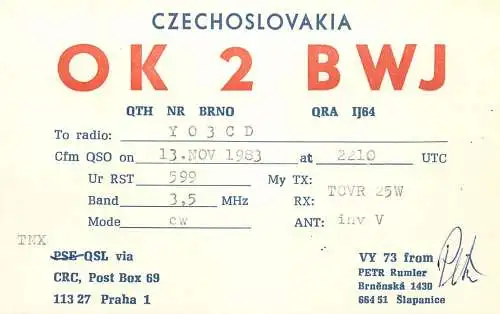 CZECHOSLOVAKIA
OK 2 BWJ
QTH NR BRNO QRA IJ64
To radio: YO3CD
Cfm QSO on 13.NOV 1983 at 2210 UTC
Ur RST 599 My TX:
TCVR 25W
Band 3,5 MHz RX:
Mode cw ANT: inv V
TNX
PSE QSL via VY 73 from
CRC, Post Box 69 PETR Rumler
113 27 Praha 1 Brněnská 1430
664 51 Šlapanice